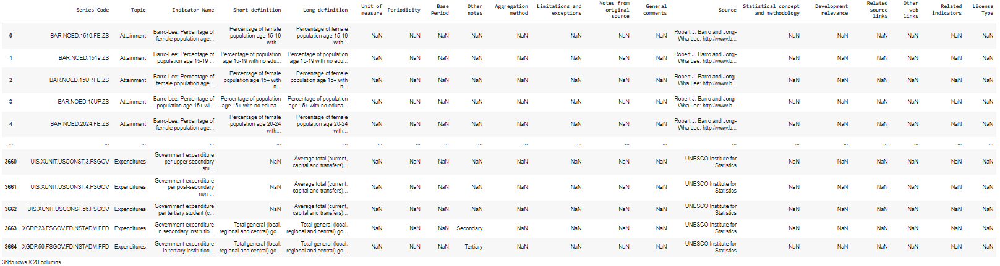 Series Code Topic Indicator Name Short definition Long definition Unit of measure Periodicity Base Period Other notes Aggregation method Limitations and exceptions Notes from original source General comments Source Statistical concept and methodology Development relevance Related source links Other web links Related indicators License Type
0 BAR.NOED.1519.FE.ZS Attainment Barro-Lee: Percentage of female population age... Percentage of female population age 15-19 with... Percentage of female population age 15-19 with... NaN NaN NaN NaN NaN NaN NaN NaN Robert J. Barro and Jong-Wha Lee: http://www.b... NaN NaN NaN NaN NaN NaN
1 BAR.NOED.1519.ZS Attainment Barro-Lee: Percentage of population age 15-19 ... Percentage of population age 15-19 with no edu... Percentage of population age 15-19 with no edu... NaN NaN NaN NaN NaN NaN NaN NaN Robert J. Barro and Jong-Wha Lee: http://www.b... NaN NaN NaN NaN NaN NaN
2 BAR.NOED.15UP.FE.ZS Attainment Barro-Lee: Percentage of female population age... Percentage of female population age 15+ with n... Percentage of female population age 15+ with n... NaN NaN NaN NaN NaN NaN NaN NaN Robert J. Barro and Jong-Wha Lee: http://www.b... NaN NaN NaN NaN NaN NaN
3 BAR.NOED.15UP.ZS Attainment Barro-Lee: Percentage of population age 15+ wi... Percentage of population age 15+ with no educa... Percentage of population age 15+ with no educa... NaN NaN NaN NaN NaN NaN NaN NaN Robert J. Barro and Jong-Wha Lee: http://www.b... NaN NaN NaN NaN NaN NaN
4 BAR.NOED.2024.FE.ZS Attainment Barro-Lee: Percentage of female population age... Percentage of female population age 20-24 with... Percentage of female population age 20-24 with... NaN NaN NaN NaN NaN NaN NaN NaN Robert J. Barro and Jong-Wha Lee: http://www.b... NaN NaN NaN NaN NaN NaN
... ... ... ... ... ... ... ... ... ... ... ... ... ... ... ... ... ... ... ... ...
3660 UIS.XUNIT.USCONST.3.FSGOV Expenditures Government expenditure per upper secondary stu... NaN Average total (current, capital and transfers)... NaN NaN NaN NaN NaN NaN NaN NaN UNESCO Institute for Statistics NaN NaN NaN NaN NaN NaN
3661 UIS.XUNIT.USCONST.4.FSGOV Expenditures Government expenditure per post-secondary non-... NaN Average total (current, capital and transfers)... NaN NaN NaN NaN NaN NaN NaN NaN UNESCO Institute for Statistics NaN NaN NaN NaN NaN NaN
3662 UIS.XUNIT.USCONST.56.FSGOV Expenditures Government expenditure per tertiary student (c... NaN Average total (current, capital and transfers)... NaN NaN NaN NaN NaN NaN NaN NaN UNESCO Institute for Statistics NaN NaN NaN NaN NaN NaN
3663 XGDP.23.FSGOV.FDINSTADM.FFD Expenditures Government expenditure in secondary institutio... Total general (local, regional and central) go... Total general (local, regional and central) go... NaN NaN NaN Secondary NaN NaN NaN NaN UNESCO Institute for Statistics NaN NaN NaN NaN NaN NaN
3664 XGDP.56.FSGOV.FDINSTADM.FFD Expenditures Government expenditure in tertiary institution... Total general (local, regional and central) go... Total general (local, regional and central) go... NaN NaN NaN Tertiary NaN NaN NaN NaN UNESCO Institute for Statistics NaN NaN NaN NaN NaN NaN
3665 rows × 20 columns